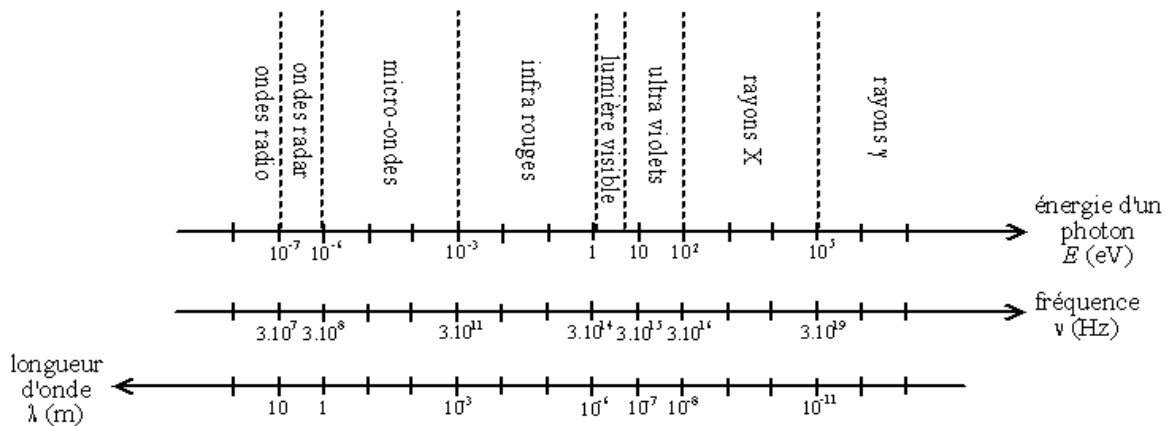 ondes radio
ondes radar
micro-ondes
infra rouges
lumière visible
ultra violets
rayons X
rayons γ
énergie d'un
photon
E (eV)
10⁻⁷ 10⁻⁶ 10⁻³ 1 10 10² 10⁵
fréquence
ν (Hz)
3.10⁷ 3.10⁸ 3.10¹¹ 3.10¹⁴ 3.10¹⁵ 3.10¹⁶ 3.10¹⁹
longueur
d'onde
λ (m)
10 1 10⁻³ 10⁻⁶ 10⁻⁷ 10⁻⁸ 10⁻¹¹